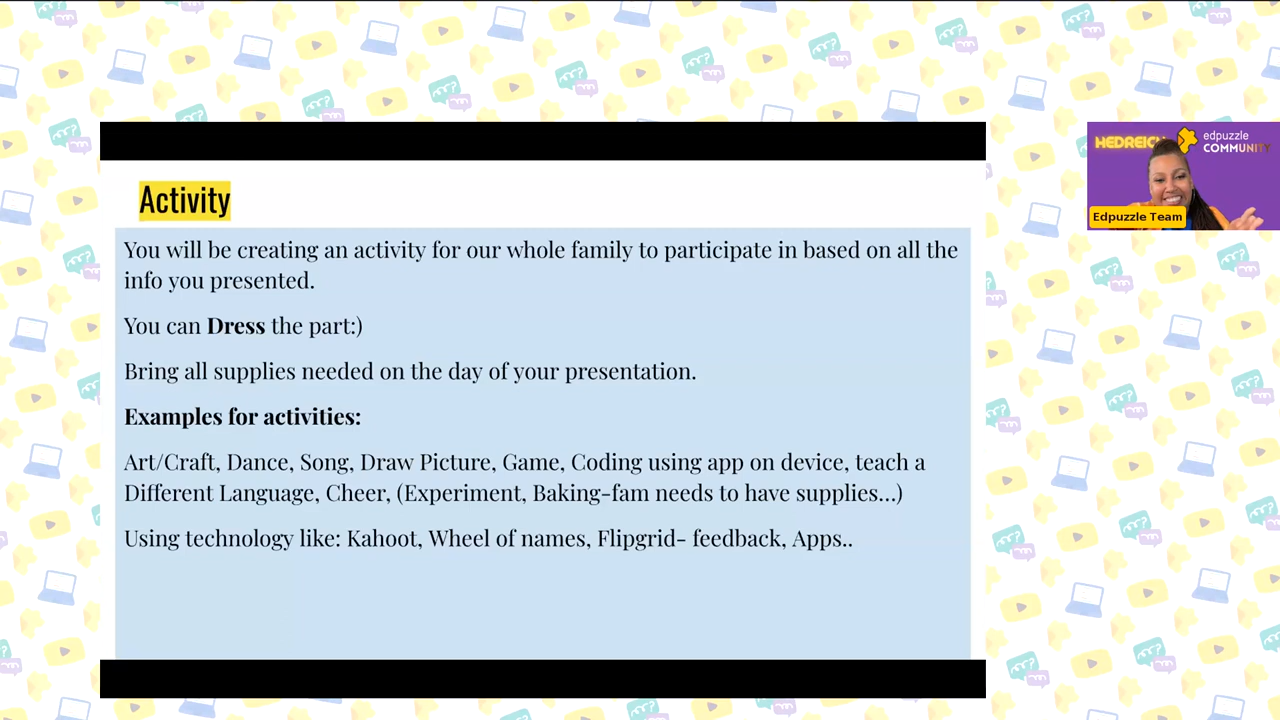 Activity
You will be creating an activity for our whole family to participate in based on all the
info you presented.
You can Dress the part:)
Bring all supplies needed on the day of your presentation.
Examples for activities:
Art/Craft, Dance, Song, Draw Picture, Game, Coding using app on device, teach a
Different Language, Cheer, (Experiment, Baking-fam needs to have supplies...)
Using technology like: Kahoot, Wheel of names, Flipgrid- feedback, Apps..
HEDREICH
edpuzzle
COMMUNITY
Edpuzzle Team